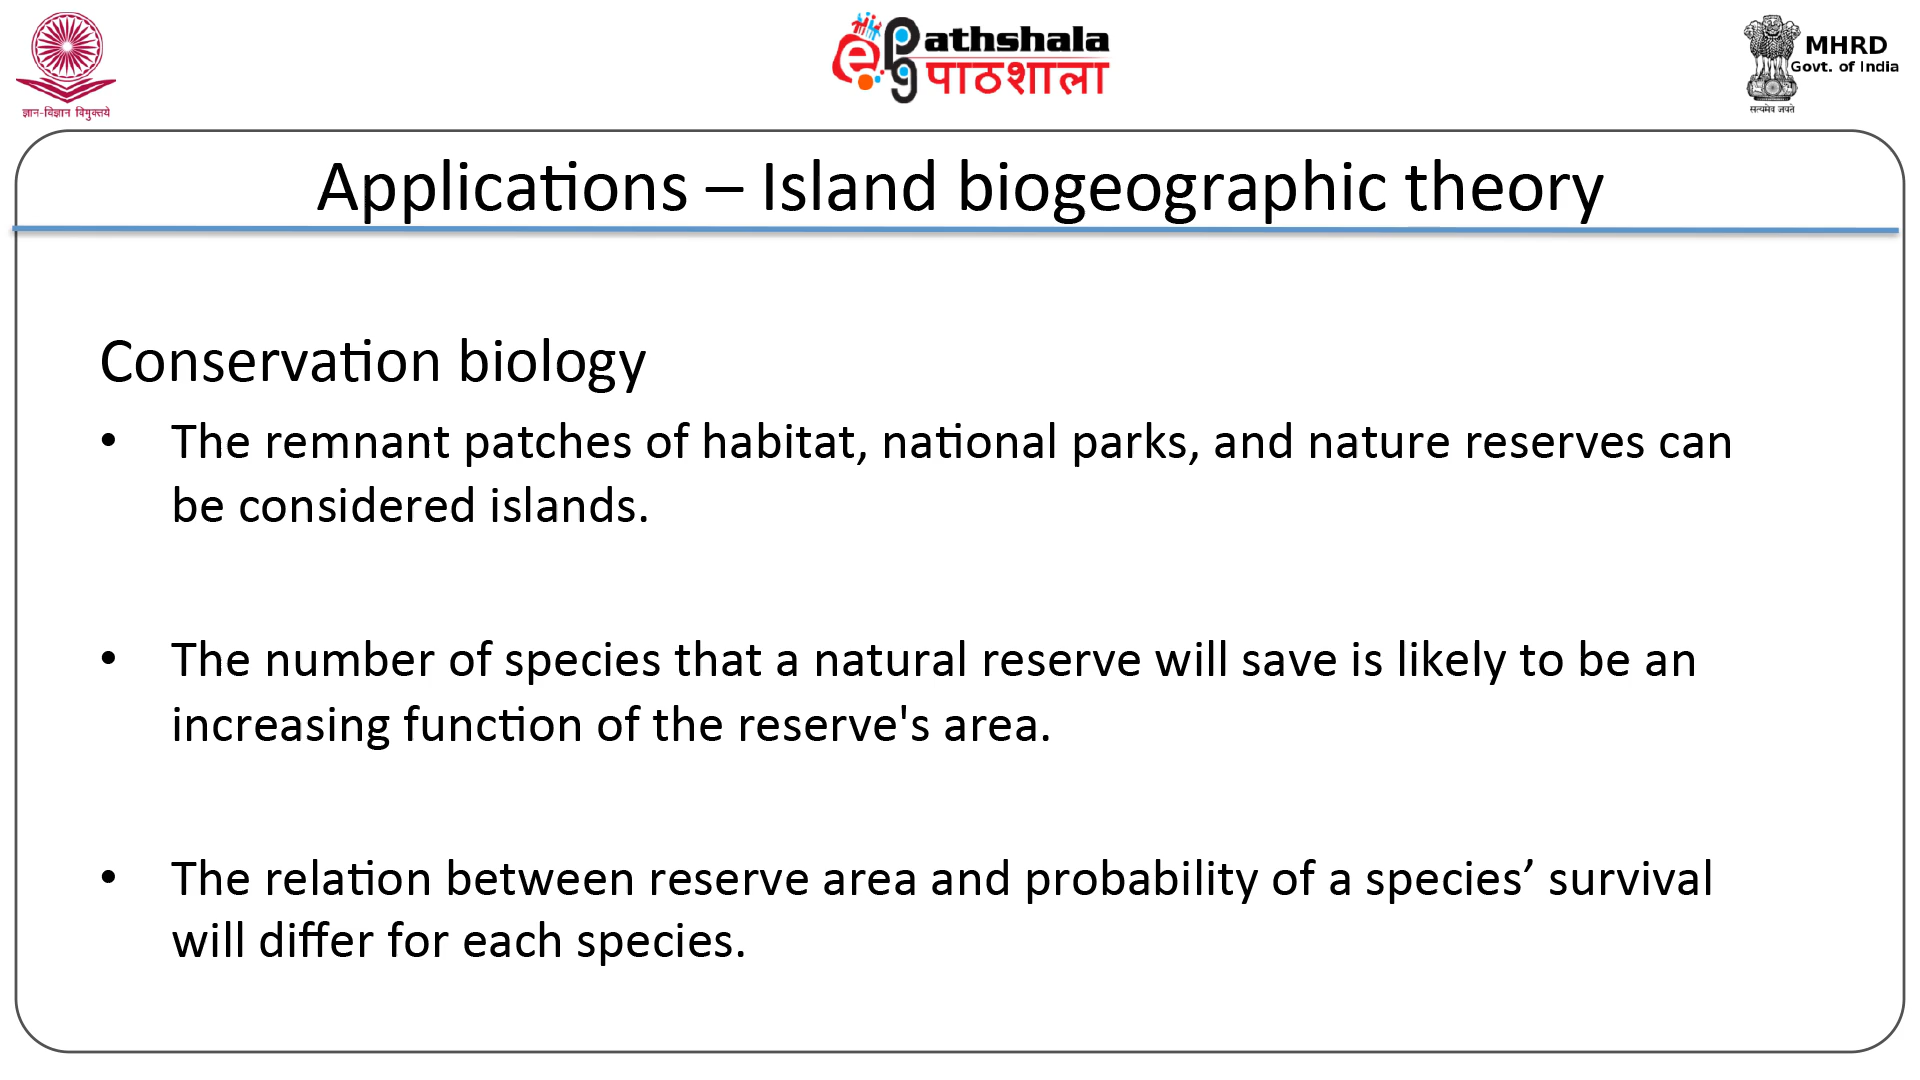 ज्ञान-विज्ञान विमुक्तये
e Pg Pathshala
पाठशाला
MHRD
Govt. of India
सत्यमेव जयते
Applications – Island biogeographic theory
Conservation biology
• The remnant patches of habitat, national parks, and nature reserves can
be considered islands.
• The number of species that a natural reserve will save is likely to be an
increasing function of the reserve's area.
• The relation between reserve area and probability of a species’ survival
will differ for each species.